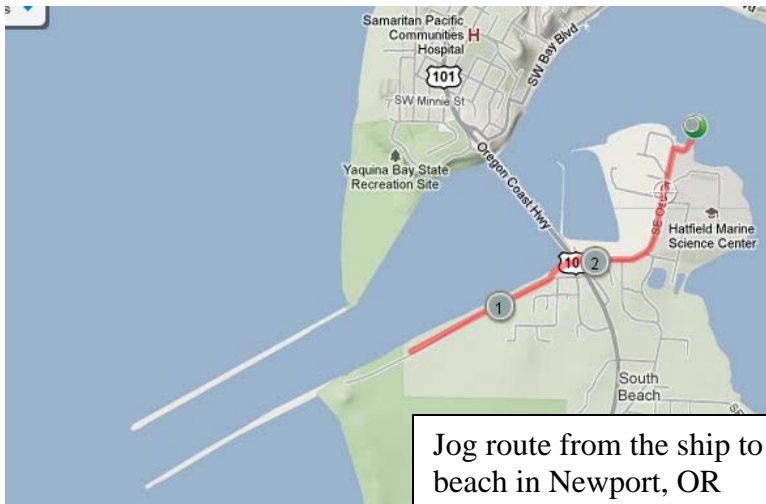 s
Samaritan Pacific
Communities
Hospital
H
101
SW Bay Blvd
SW Minnie St
Yaquina Bay State
Recreation Site
Oregon Coast Hwy
Hatfield Marine
Science Center
10
2
1
South
Beach
Jog route from the ship to
beach in Newport, OR